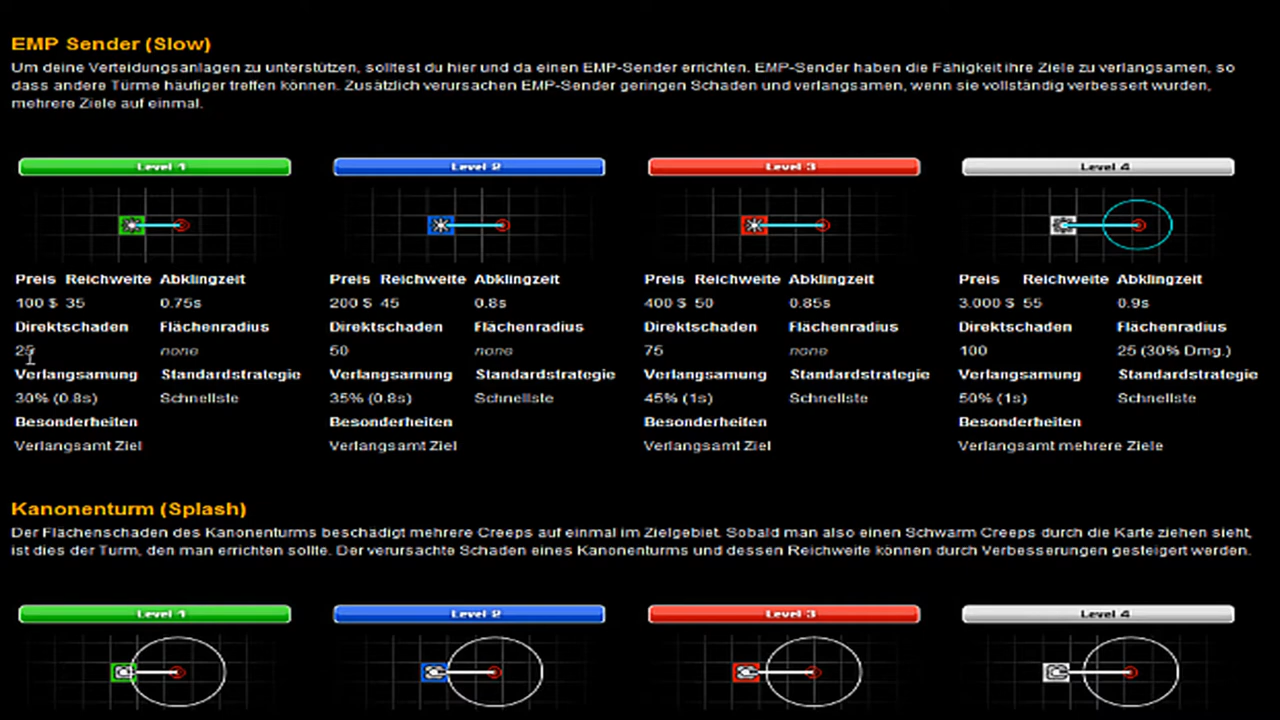 EMP Sender (Slow)
Um deine Verteidungsanlagen zu unterstützen, solltest du hier und da einen EMP-Sender errichten. EMP-Sender haben die Fähigkeit ihre Ziele zu verlangsamen, so
dass andere Türme häufiger treffen können. Zusätzlich verursachen EMP-Sender geringen Schaden und verlangsamen, wenn sie vollständig verbessert wurden,
mehrere Ziele auf einmal.
Level 1 Level 2 Level 3 Level 4
Preis Reichweite Abklingzeit Preis Reichweite Abklingzeit Preis Reichweite Abklingzeit Preis Reichweite Abklingzeit
100 $ 35 0.75s 200 $ 45 0.8s 400 $ 50 0.85s 3.000 $ 55 0.9s
Direktschaden Flächenradius Direktschaden Flächenradius Direktschaden Flächenradius Direktschaden Flächenradius
25 none 50 none 75 none 100 25 (30% Dmg.)
Verlangsamung Standardstrategie Verlangsamung Standardstrategie Verlangsamung Standardstrategie Verlangsamung Standardstrategie
30% (0.8s) Schnellste 35% (0.8s) Schnellste 45% (1s) Schnellste 50% (1s) Schnellste
Besonderheiten Besonderheiten Besonderheiten Besonderheiten
Verlangsamt Ziel Verlangsamt Ziel Verlangsamt Ziel Verlangsamt mehrere Ziele
Kanonenturm (Splash)
Der Flächenschaden des Kanonenturms beschädigt mehrere Creeps auf einmal im Zielgebiet. Sobald man also einen Schwarm Creeps durch die Karte ziehen sieht,
ist dies der Turm, den man errichten sollte. Der verursachte Schaden eines Kanonenturms und dessen Reichweite können durch Verbesserungen gesteigert werden.
Level 1 Level 2 Level 3 Level 4